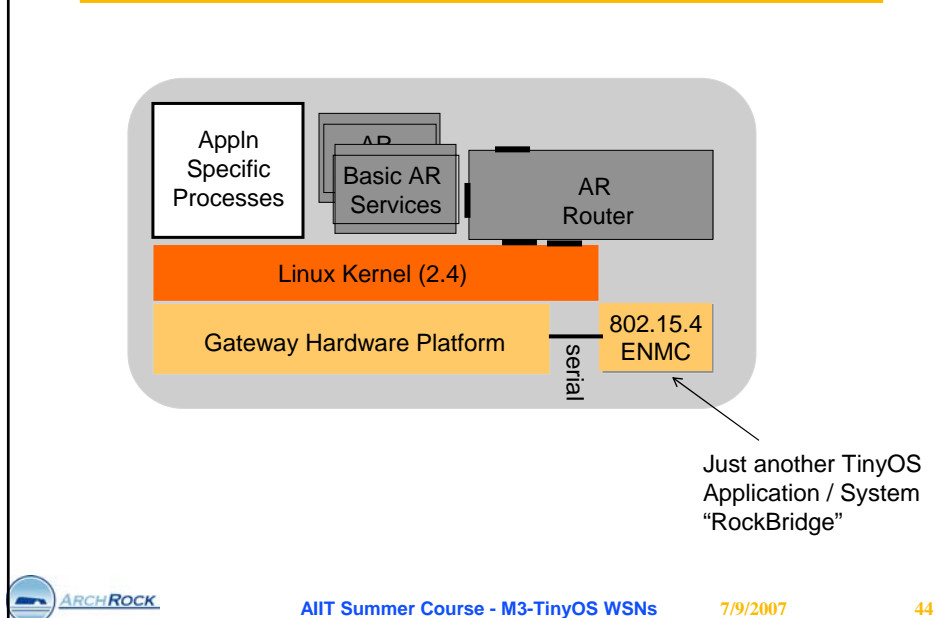 Appln
Specific
Processes
AR
Basic AR
Services
AR
Router
Linux Kernel (2.4)
Gateway Hardware Platform
serial
802.15.4
ENMC
Just another TinyOS
Application / System
“RockBridge”
ARCHROCK
AIIT Summer Course - M3-TinyOS WSNs 7/9/2007 44